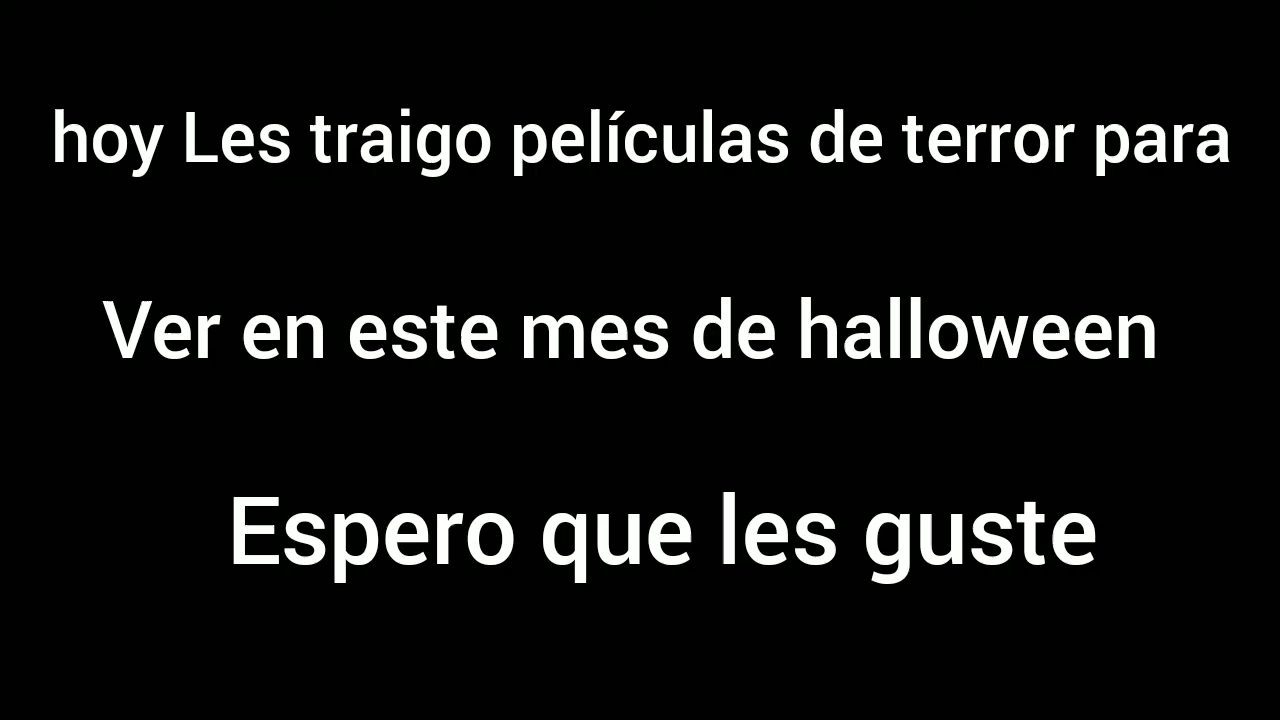 hoy Les traigo películas de terror para
Ver en este mes de halloween
Espero que les guste